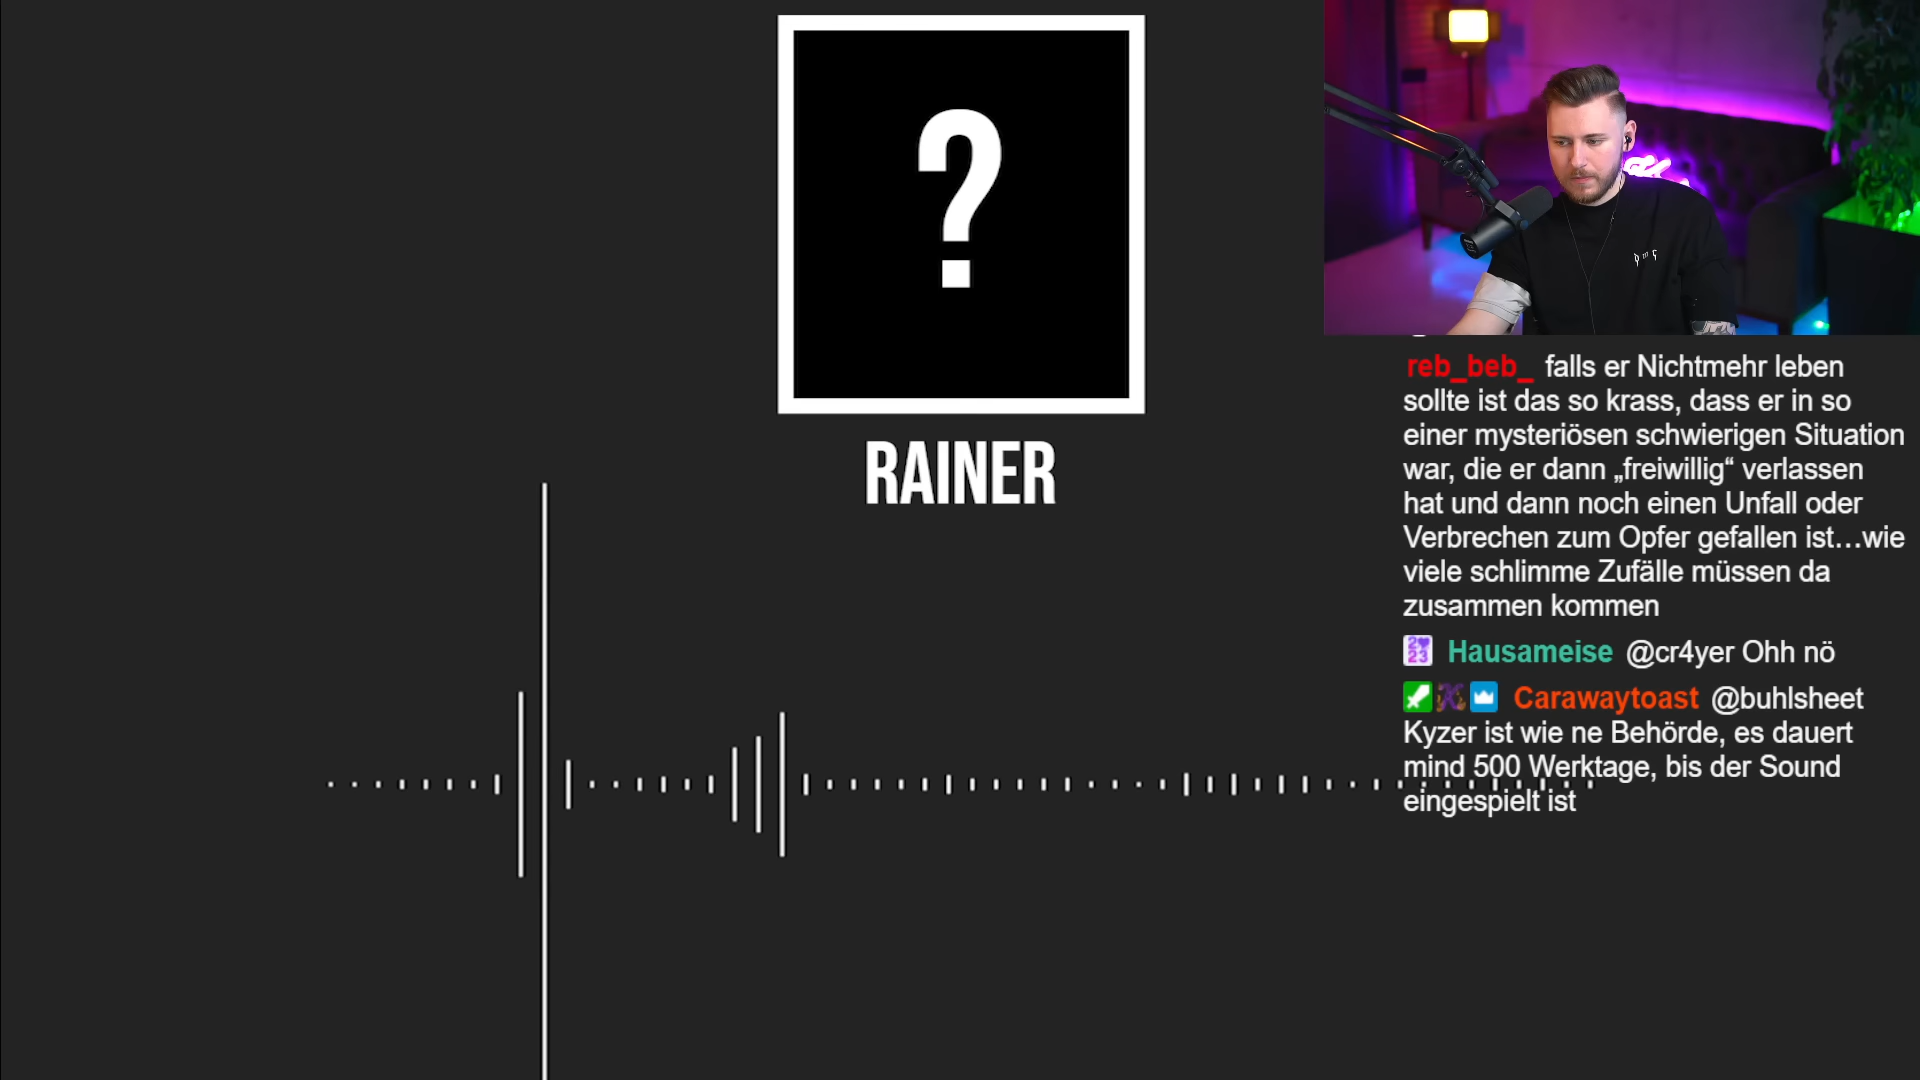 ?
RAINER
reb_beb_ falls er Nichtmehr leben
sollte ist das so krass, dass er in so
einer mysteriösen schwierigen Situation
war, die er dann „freiwillig“ verlassen
hat und dann noch einen Unfall oder
Verbrechen zum Opfer gefallen ist…wie
viele schlimme Zufälle müssen da
zusammen kommen
2♥23 Hausameise @cr4yer Ohh nö
Carawaytoast @buhlsheet
Kyzer ist wie ne Behörde, es dauert
mind 500 Werktage, bis der Sound
eingespielt ist